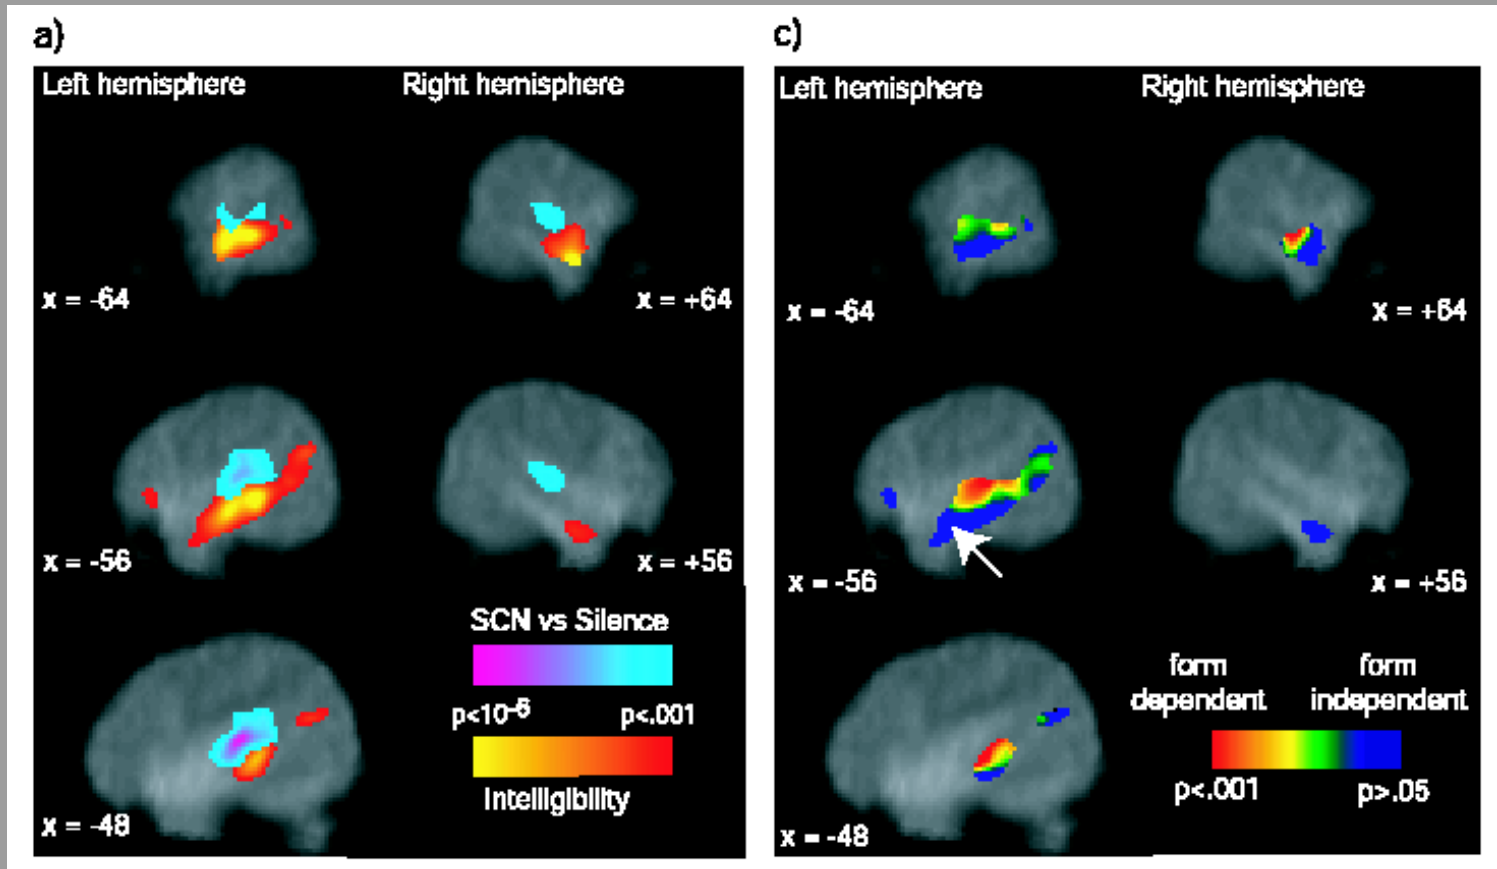 a)
Left hemisphere
Right hemisphere
x = -64
x = +64
x = -56
x = +56
SCN vs Silence
p<10⁻⁶
p<.001
Intelligibility
x = -48
c)
Left hemisphere
Right hemisphere
x = -64
x = +64
x = -56
x = +56
form dependent
form independent
p<.001
p>.05
x = -48